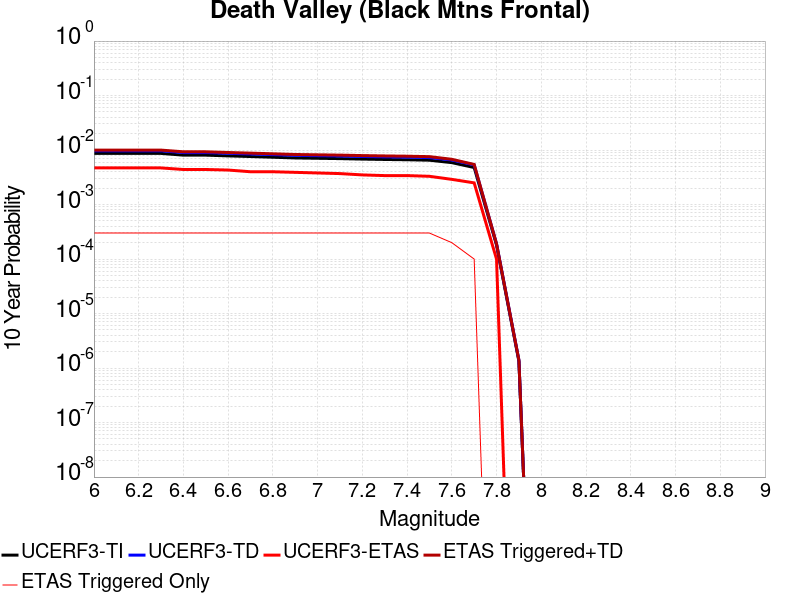 Death Valley (Black Mtns Frontal)
10 0
10 -1
10 -2
10 -3
10 -4
10 -5
10 -6
10 -7
10 -8
10 Year Probability
6 6.2 6.4 6.6 6.8 7 7.2 7.4 7.6 7.8 8 8.2 8.4 8.6 8.8 9
Magnitude
UCERF3-TI UCERF3-TD UCERF3-ETAS ETAS Triggered+TD
ETAS Triggered Only